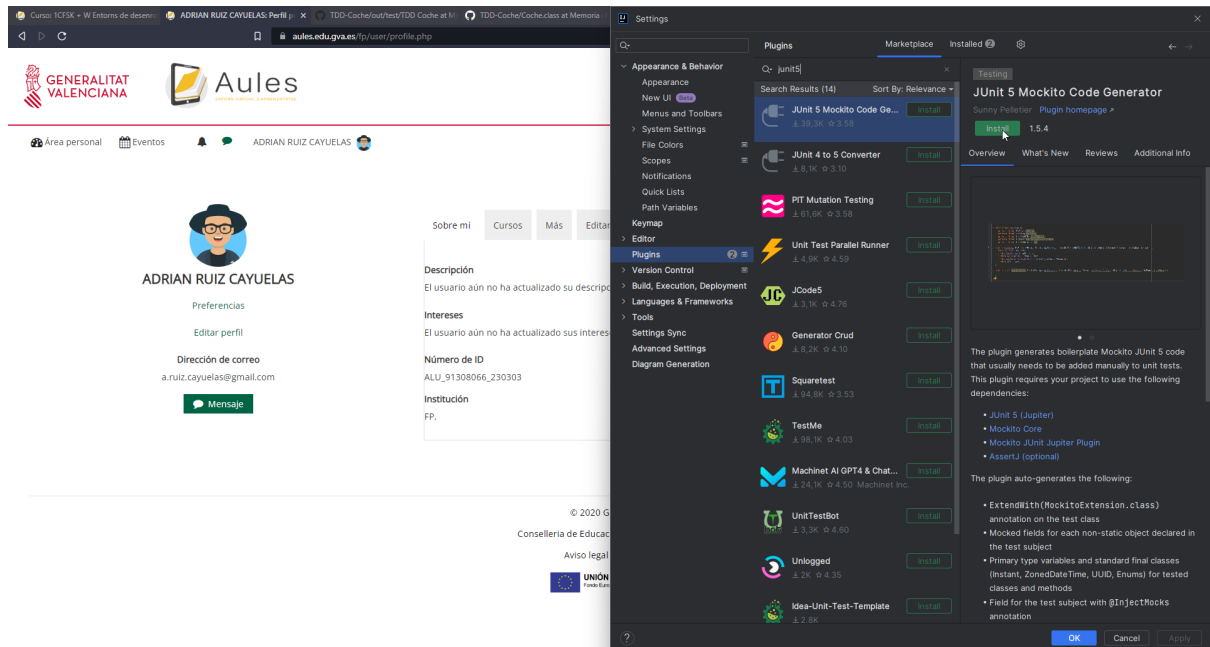 Curso: 1CFSK + W Entorns de desenv
ADRIAN RUIZ CAYUELAS: Perfil p
TDD-Coche/out/test/TDD Coche at M
TDD-Coche/Coche.class at Memoria
aules.edu.gva.es/fp/user/profile.php
GENERALITAT
VALENCIANA
Aules
Área personal
Eventos
ADRIAN RUIZ CAYUELAS
ADRIAN RUIZ CAYUELAS
Preferencias
Editar perfil
Dirección de correo
a.ruiz.cayuelas@gmail.com
Mensaje
Sobre mí
Cursos
Más
Editar
Descripción
El usuario aún no ha actualizado su descripc
Intereses
El usuario aún no ha actualizado sus interes
Número de ID
ALU_91308066_230303
Institución
FP,
© 2020 G
Conselleria de Educac
Aviso legal
UNIÓN
Fondo Euro
Settings
Appearance & Behavior
Appearance
New UI Beta
Menus and Toolbars
System Settings
File Colors
Scopes
Notifications
Quick Lists
Path Variables
Keymap
Editor
Plugins 2
Version Control
Build, Execution, Deployment
Languages & Frameworks
Tools
Settings Sync
Advanced Settings
Diagram Generation
?
Plugins
Marketplace
Installed 2
junit5
Search Results (14)
Sort By: Relevance
JUnit 5 Mockito Code Ge...
Install
39,3K 3.58
JUnit 4 to 5 Converter
Install
8,1K 3.10
PIT Mutation Testing
Install
61,6K 3.58
Unit Test Parallel Runner
Install
4,9K 4.59
JC
JCode5
Install
3,1K 4.76
Generator Crud
Install
8,2K 4.10
Squaretest
Install
94,8K 3.53
TestMe
Install
98,1K 4.03
Machinet AI GPT4 & Chat...
Install
24,1K 4.50 Machinet Inc.
UnitTestBot
Install
3,3K 4.60
Unlogged
Install
2K 4.35
Idea-Unit-Test-Template
Install
2.8K
Testing
JUnit 5 Mockito Code Generator
Sunny Pelletier Plugin homepage
Install
1.5.4
Overview
What's New
Reviews
Additional Info
The plugin generates boilerplate Mockito JUnit 5 code
that usually needs to be added manually to unit tests.
This plugin requires your project to use the following
dependencies:
• JUnit 5 (Jupiter)
• Mockito Core
• Mockito JUnit Jupiter Plugin
• AssertJ (optional)
The plugin auto-generates the following:
• ExtendWith(MockitoExtension.class)
annotation on the test class
• Mocked fields for each non-static object declared in
the test subject
• Primary type variables and standard final classes
(Instant, ZonedDateTime, UUID, Enums) for tested
classes and methods
• Field for the test subject with @InjectMocks
annotation
OK
Cancel
Apply